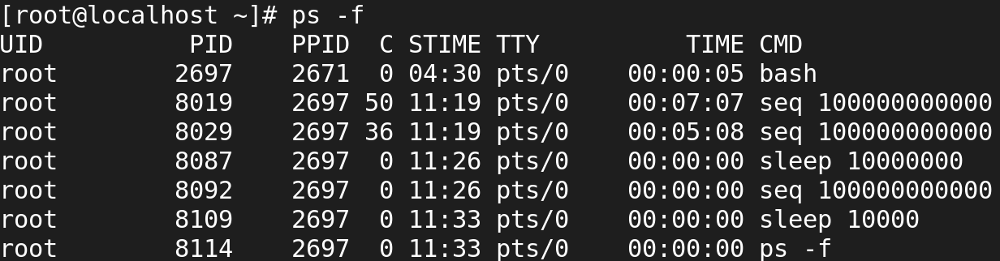 [root@localhost ~]# ps -f
UID          PID    PPID  C STIME TTY          TIME CMD
root        2697    2671  0 04:30 pts/0    00:00:05 bash
root        8019    2697 50 11:19 pts/0    00:07:07 seq 100000000000
root        8029    2697 36 11:19 pts/0    00:05:08 seq 100000000000
root        8087    2697  0 11:26 pts/0    00:00:00 sleep 10000000
root        8092    2697  0 11:26 pts/0    00:00:00 seq 100000000000
root        8109    2697  0 11:33 pts/0    00:00:00 sleep 10000
root        8114    2697  0 11:33 pts/0    00:00:00 ps -f